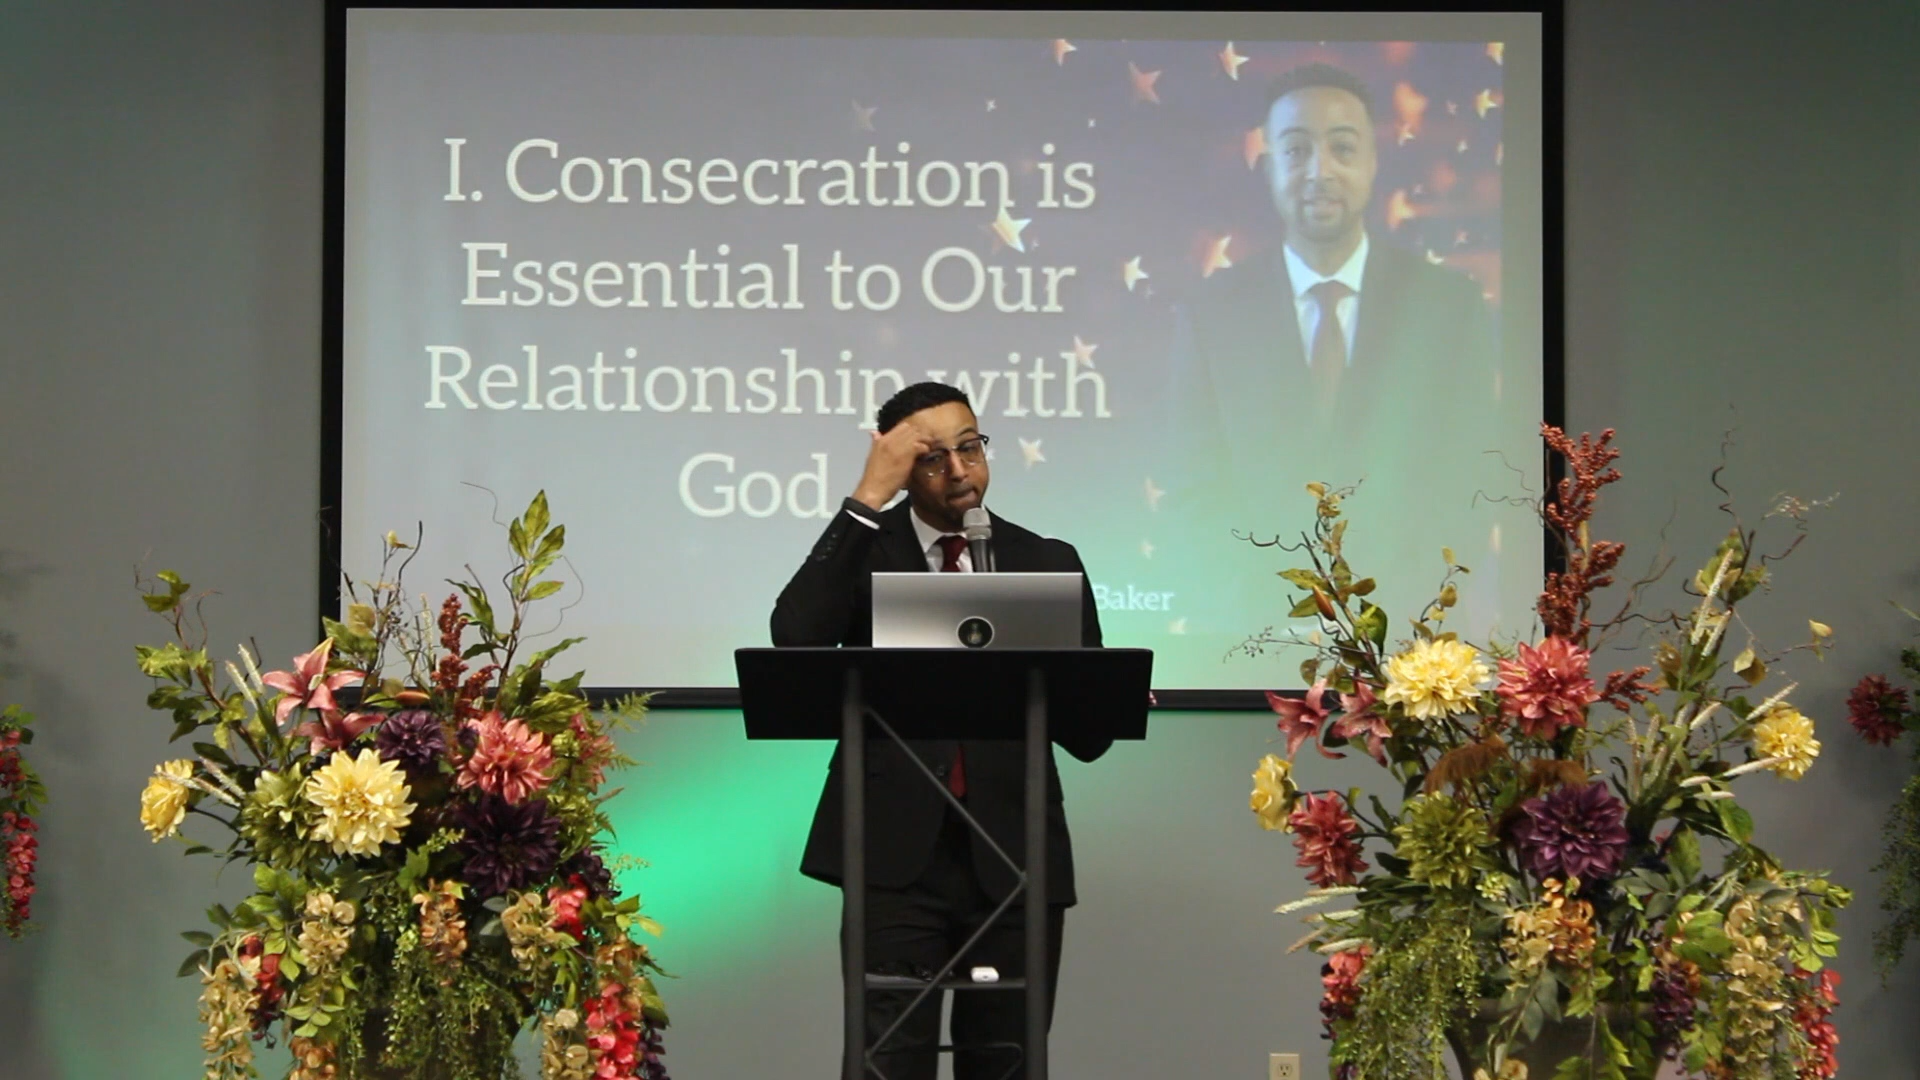 I. Consecration is
Essential to Our
Relationship with
God
Baker